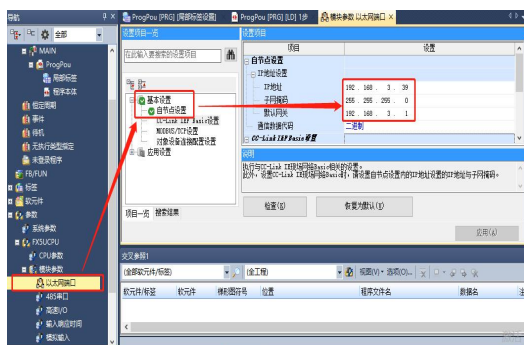 导航
全部
MAIN
ProgPou
局部标签
程序本体
恒定周期
事件
待机
无执行类型指定
未登录程序
FB/FUN
标签
软元件
参数
系统参数
FX5UCPU
CPU参数
模块参数
以太网端口
485串口
高速I/O
输入响应时间
模拟输入
ProgPou [PRG] [局部标签设置]
ProgPou [PRG] [LD] 1步
模块参数 以太网端口
设置项目一览
在此输入要搜索的设置项目
基本设置
自节点设置
CC-Link IEF Basic设置
MODBUS/TCP设置
对象设备连接配置设置
应用设置
项目一览 搜索结果
设置项目
项目 设置
自节点设置
IP地址设置
IP地址 192 . 168 . 3 . 39
子网掩码 255 . 255 . 255 . 0
默认网关 192 . 168 . 3 . 1
通信数据代码 二进制
CC-Link IEF Basic设置
说明
执行与CC-Link IE现场网络Basic相关的设置。
此外，设置CC-Link IE现场网络Basic时，请设置自节点设置内的IP地址设置的IP地址与子网掩码。
检查(K)
恢复为默认(U)
应用(A)
交叉参照1
(全部软元件/标签)
(全工程)
视图(V)
选项(O)...
软元件/标签 软元件 梯形图符号 位置 程序文件名 数据名